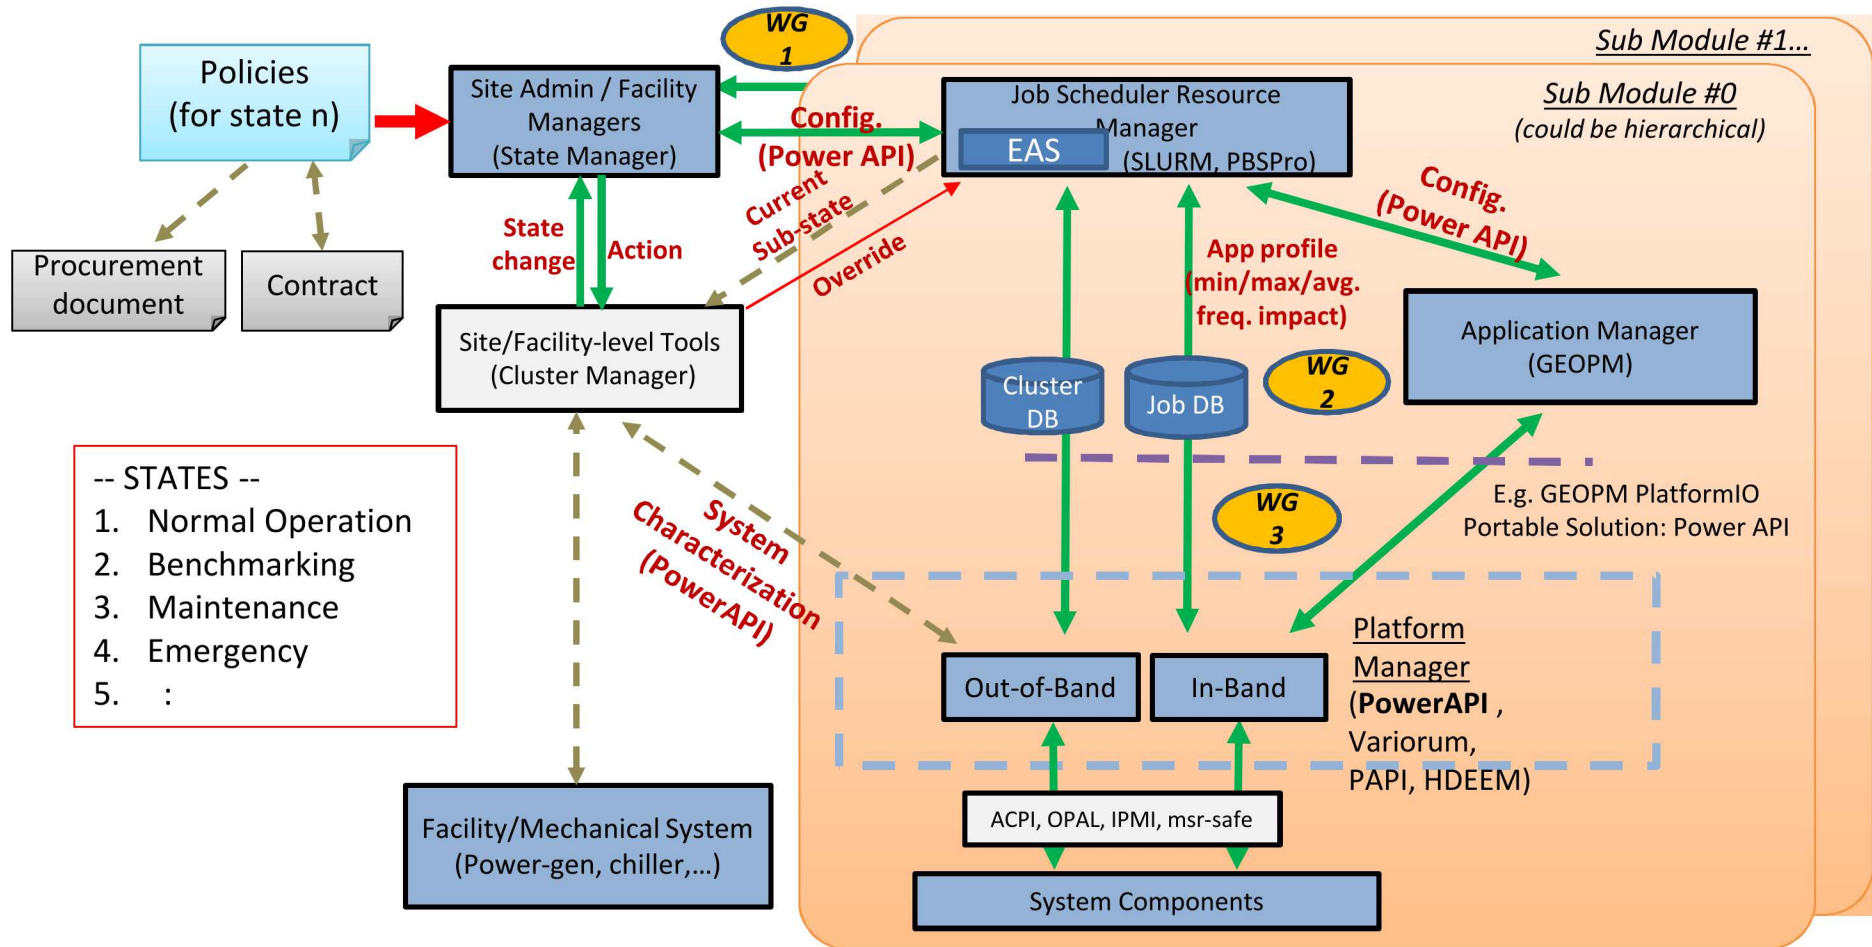 WG
1
Sub Module #1...
Policies
(for state n)
Site Admin / Facility
Managers
(State Manager)
Config.
(Power API)
Job Scheduler Resource
Manager
EAS
(SLURM, PBSPro)
Sub Module #0
(could be hierarchical)
Config.
(Power API)
Current
Sub-state
Override
State
change
Action
Procurement
document
Contract
App profile
(min/max/avg.
freq. impact)
Site/Facility-level Tools
(Cluster Manager)
Application Manager
(GEOPM)
Cluster
DB
Job DB
WG
2
-- STATES --
1. Normal Operation
2. Benchmarking
3. Maintenance
4. Emergency
5. :
System
Characterization
(PowerAPI)
WG
3
E.g. GEOPM PlatformIO
Portable Solution: Power API
Out-of-Band
In-Band
Platform
Manager
(PowerAPI ,
Variorum,
PAPI, HDEEM)
Facility/Mechanical System
(Power-gen, chiller,...)
ACPI, OPAL, IPMI, msr-safe
System Components